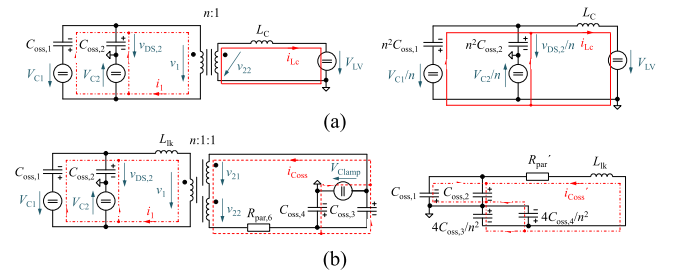 n:1
L_C
C_oss,1
C_oss,2
v_DS,2
v_1
v_22
i_Lc
V_LV
V_C1
V_C2
i_1
L_C
n²C_oss,1
n²C_oss,2
v_DS,2/n
i_Lc
V_LV
V_C1/n
V_C2/n
(a)
L_lk
n:1:1
C_oss,1
C_oss,2
v_DS,2
v_1
v_21
v_22
i_Coss
V_Clamp
C_oss,4
C_oss,3
R_par,6
V_C1
V_C2
i_1
R_par′
L_lk
C_oss,1
C_oss,2
i_Coss
4C_oss,3/n²
4C_oss,4/n²
(b)